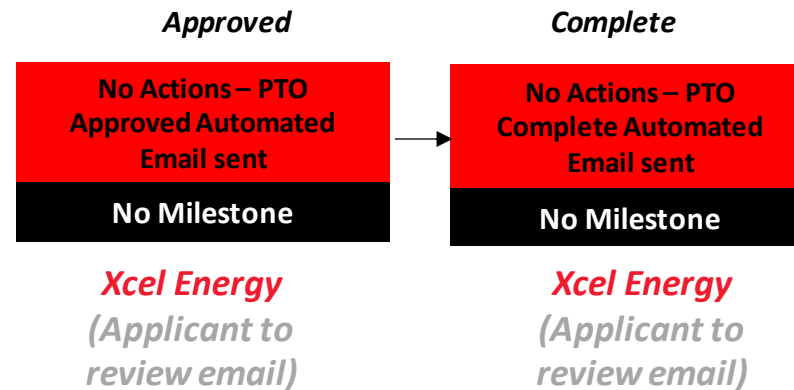 Approved
No Actions – PTO
Approved Automated
Email sent
No Milestone
Xcel Energy
(Applicant to
review email)
Complete
No Actions – PTO
Complete Automated
Email sent
No Milestone
Xcel Energy
(Applicant to
review email)